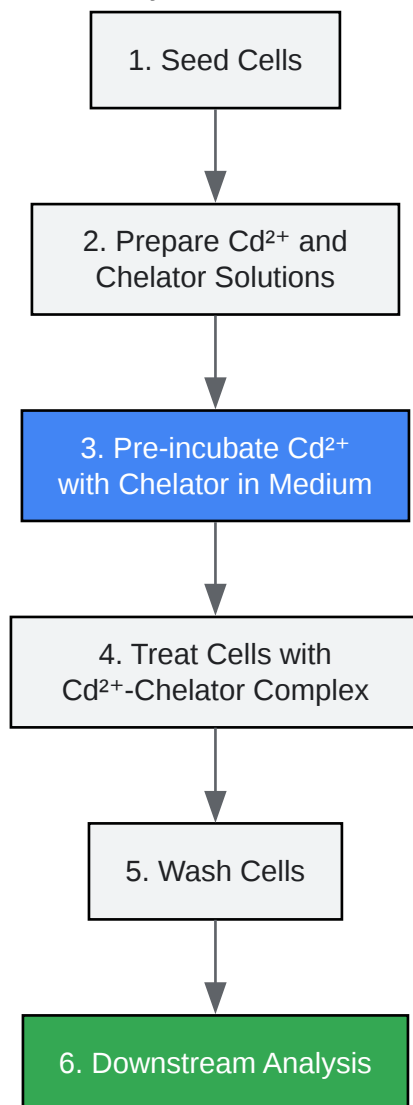 1. Seed Cells
2. Prepare Cd²⁺ and
Chelator Solutions
3. Pre-incubate Cd²⁺
with Chelator in Medium
4. Treat Cells with
Cd²⁺-Chelator Complex
5. Wash Cells
6. Downstream Analysis